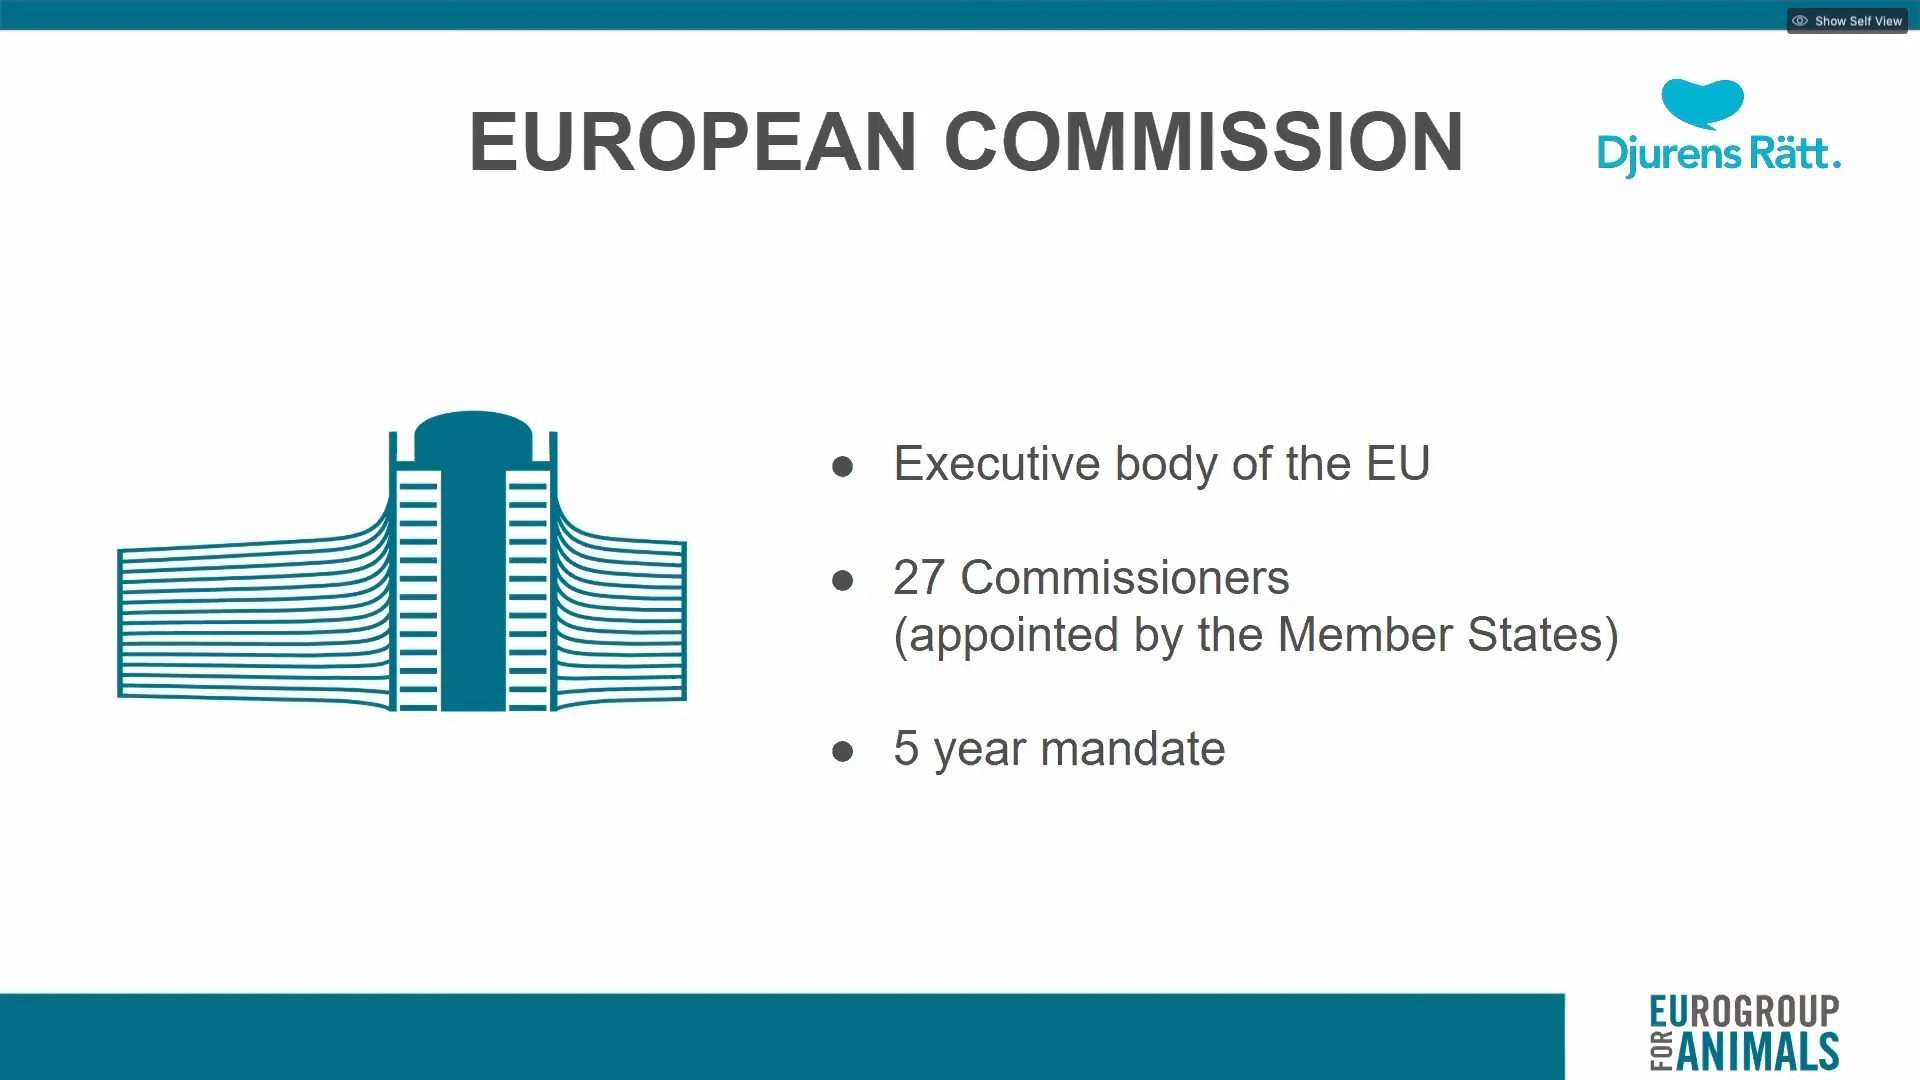 Show Self View
EUROPEAN COMMISSION
Djurens Rätt.
● Executive body of the EU
● 27 Commissioners
(appointed by the Member States)
● 5 year mandate
EUROGROUP
FOR ANIMALS